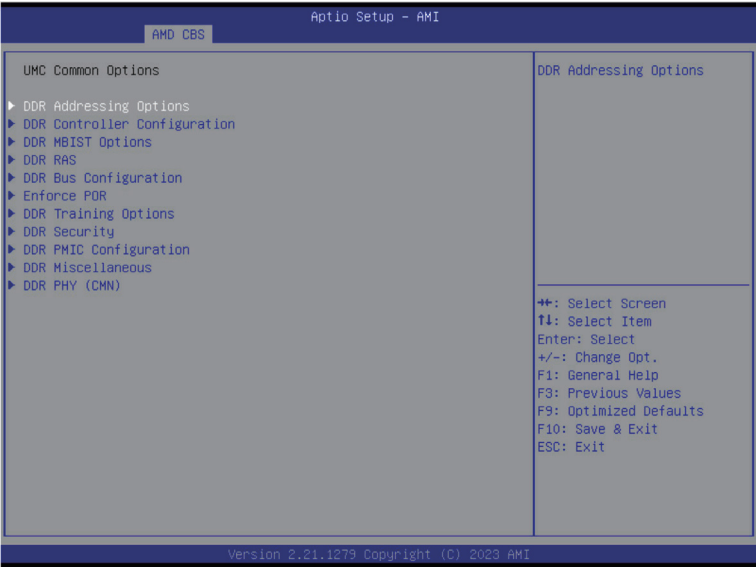 Aptio Setup – AMI
AMD CBS
UMC Common Options
DDR Addressing Options
DDR Controller Configuration
DDR MBIST Options
DDR RAS
DDR Bus Configuration
Enforce POR
DDR Training Options
DDR Security
DDR PMIC Configuration
DDR Miscellaneous
DDR PHY (CMN)
DDR Addressing Options
→←: Select Screen
↑↓: Select Item
Enter: Select
+/-: Change Opt.
F1: General Help
F3: Previous Values
F9: Optimized Defaults
F10: Save & Exit
ESC: Exit
Version 2.21.1279 Copyright (C) 2023 AMI